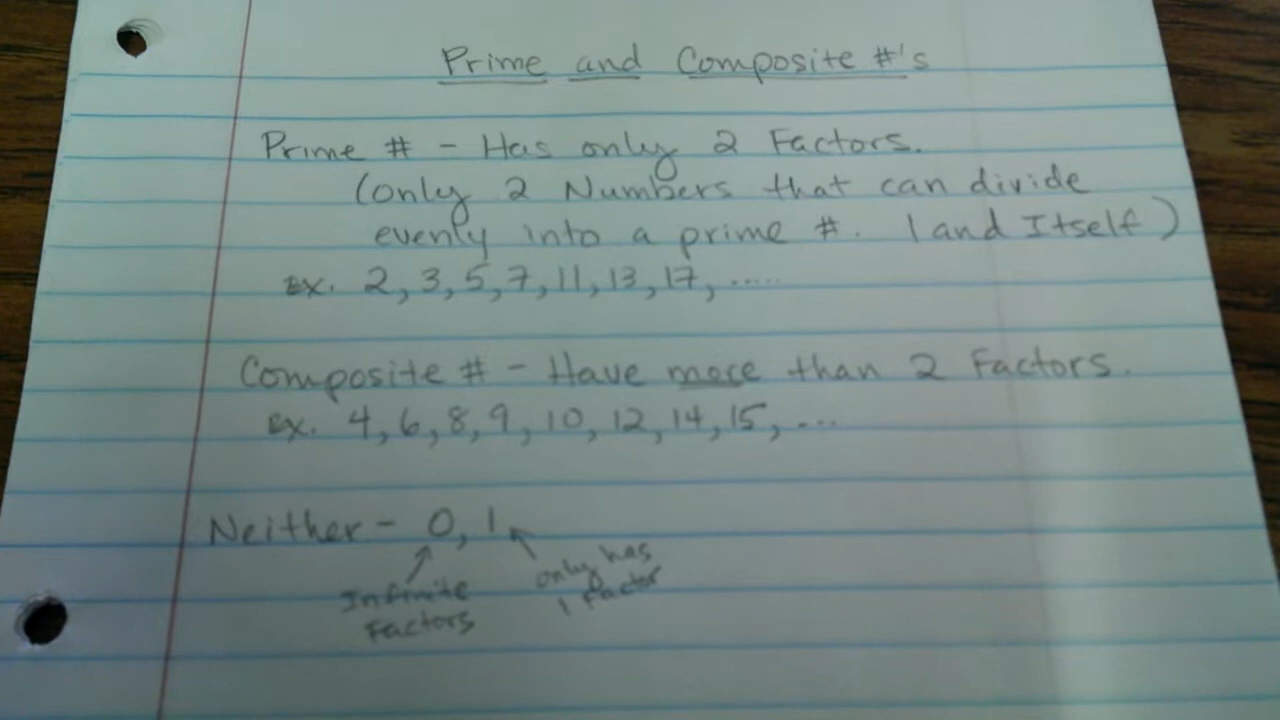 Prime and Composite #'s
Prime # - Has only 2 Factors.
(only 2 Numbers that can divide
evenly into a prime #. 1 and Itself)
Ex. 2, 3, 5, 7, 11, 13, 17, .....
Composite # - Have more than 2 Factors.
Ex. 4, 6, 8, 9, 10, 12, 14, 15, ...
Neither - 0, 1
Infinite
Factors
only has
1 factor